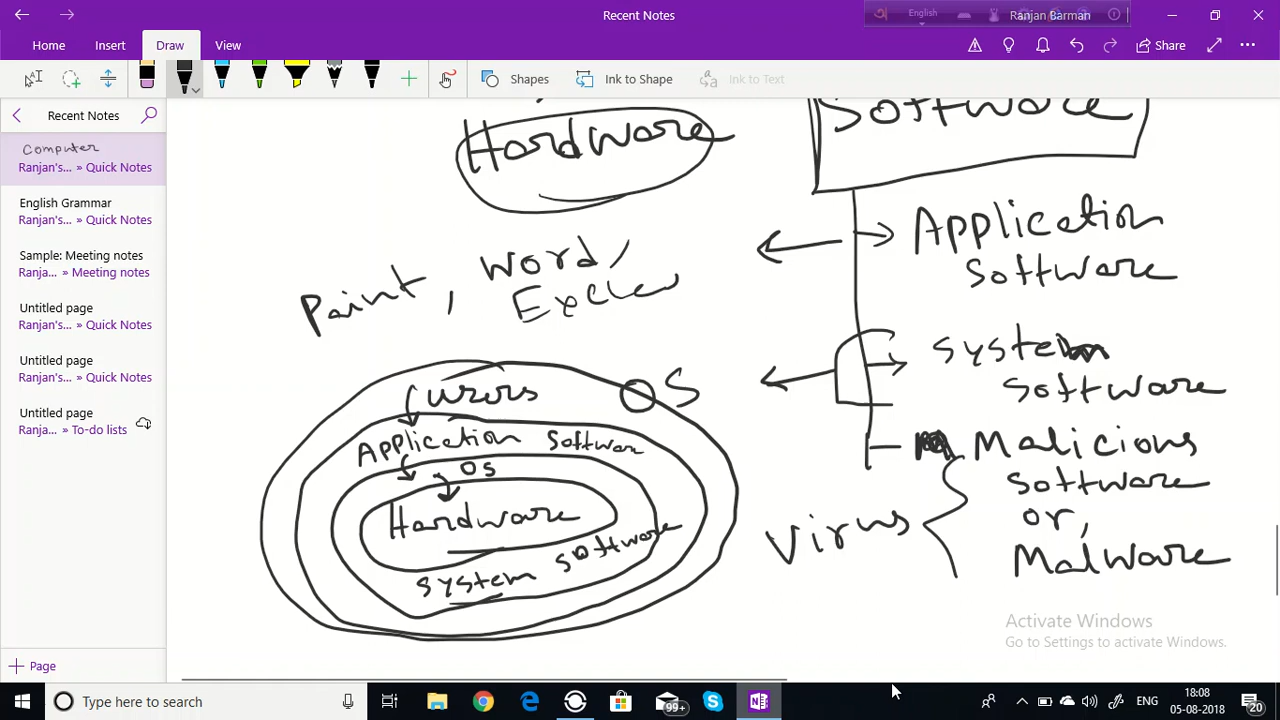 Recent Notes
English
Ranjan Barman
Home
Insert
Draw
View
Share
Shapes
Ink to Shape
Ink to Text
Recent Notes
Computer
Ranjan's... » Quick Notes
English Grammar
Ranjan's... » Quick Notes
Sample: Meeting notes
Ranja... » Meeting notes
Untitled page
Ranjan's... » Quick Notes
Untitled page
Ranjan's... » Quick Notes
Untitled page
Ranja... » To-do lists
Page
Hardware
Software
Application
Software
Paint, Word,
system
software
Malicious
software
or,
Malware
Virus
OS
users
Application Software
OS
Hardware
system software
Activate Windows
Go to Settings to activate Windows.
Type here to search
99+
ENG
18:08
05-08-2018
20